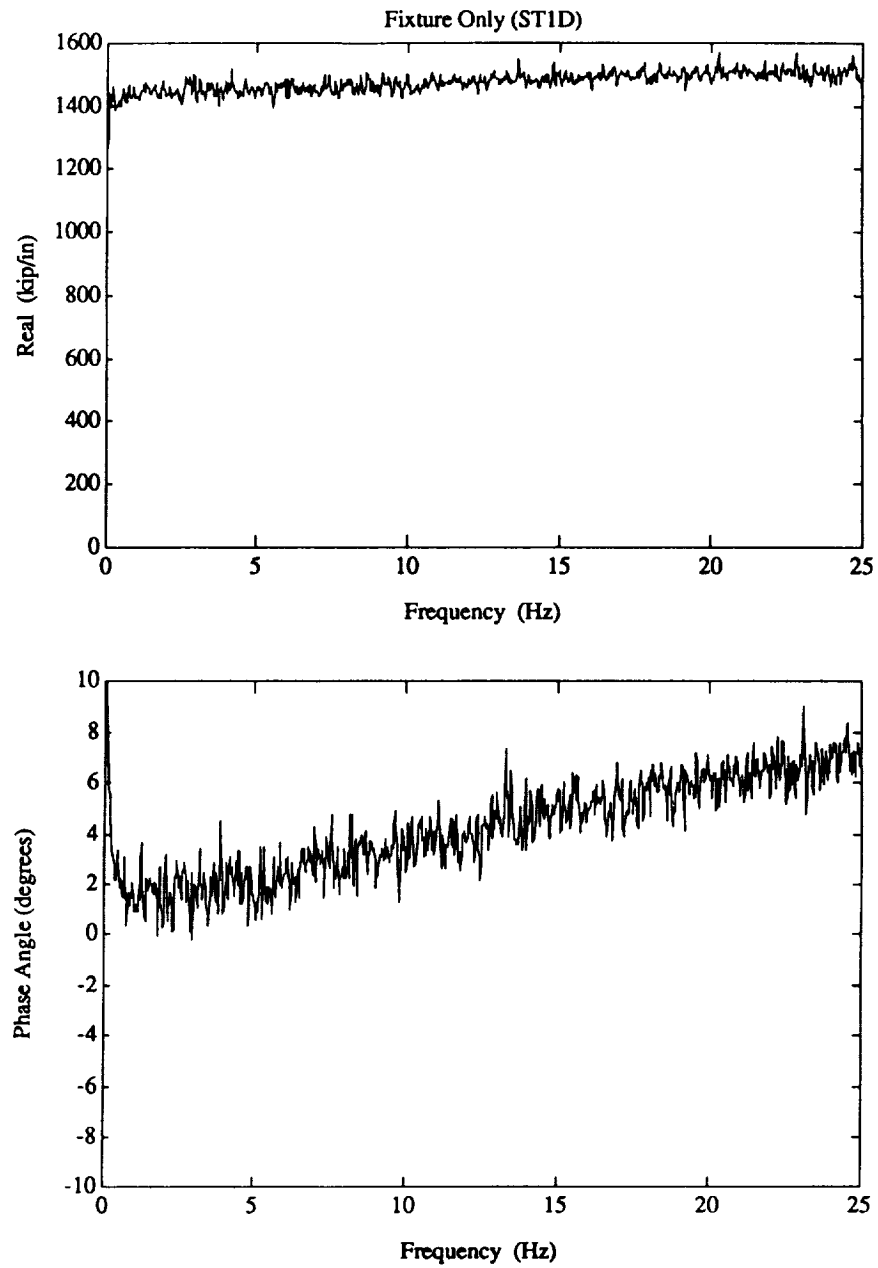 Fixture Only (ST1D)
1600
1400
1200
1000
800
600
400
200
0
Real (kip/in)
0 5 10 15 20 25
Frequency (Hz)
10
8
6
4
2
0
-2
-4
-6
-8
-10
Phase Angle (degrees)
0 5 10 15 20 25
Frequency (Hz)